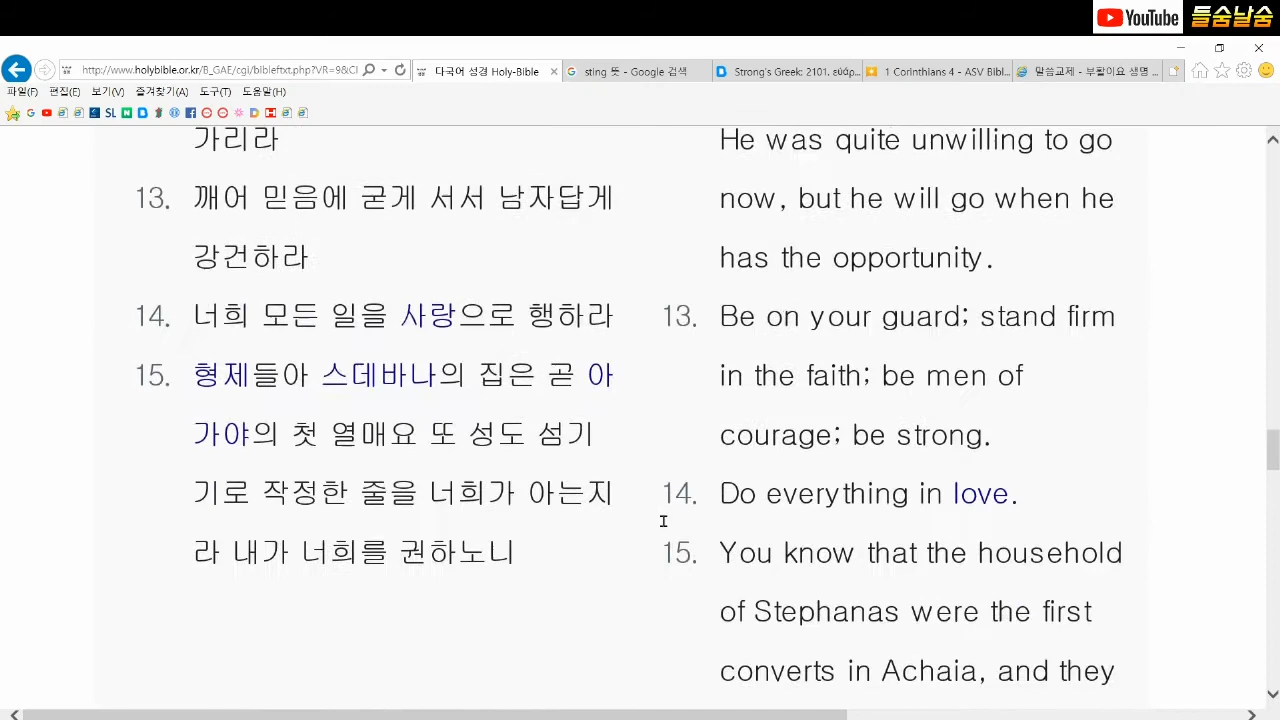 YouTube 들숨날숨
http://www.holybible.or.kr/B_GAE/cgi/bibleftxt.php?VR=9&CI
다국어 성경 Holy-Bible
sting 뜻 - Google 검색
Strong's Greek: 2101. εὐάρ...
1 Corinthians 4 - ASV Bibl...
말씀교제 - 부활이요 생명 ...
파일(F) 편집(E) 보기(V) 즐겨찾기(A) 도구(T) 도움말(H)
가리라
13. 깨어 믿음에 굳게 서서 남자답게
강건하라
14. 너희 모든 일을 사랑으로 행하라
15. 형제들아 스데바나의 집은 곧 아
가야의 첫 열매요 또 성도 섬기
기로 작정한 줄을 너희가 아는지
라 내가 너희를 권하노니
He was quite unwilling to go
now, but he will go when he
has the opportunity.
13. Be on your guard; stand firm
in the faith; be men of
courage; be strong.
14. Do everything in love.
15. You know that the household
of Stephanas were the first
converts in Achaia, and they